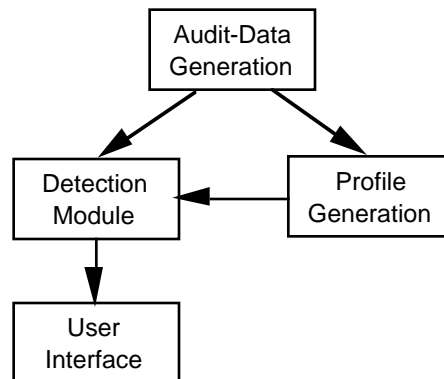 Audit-Data
Generation
Detection
Module
Profile
Generation
User
Interface